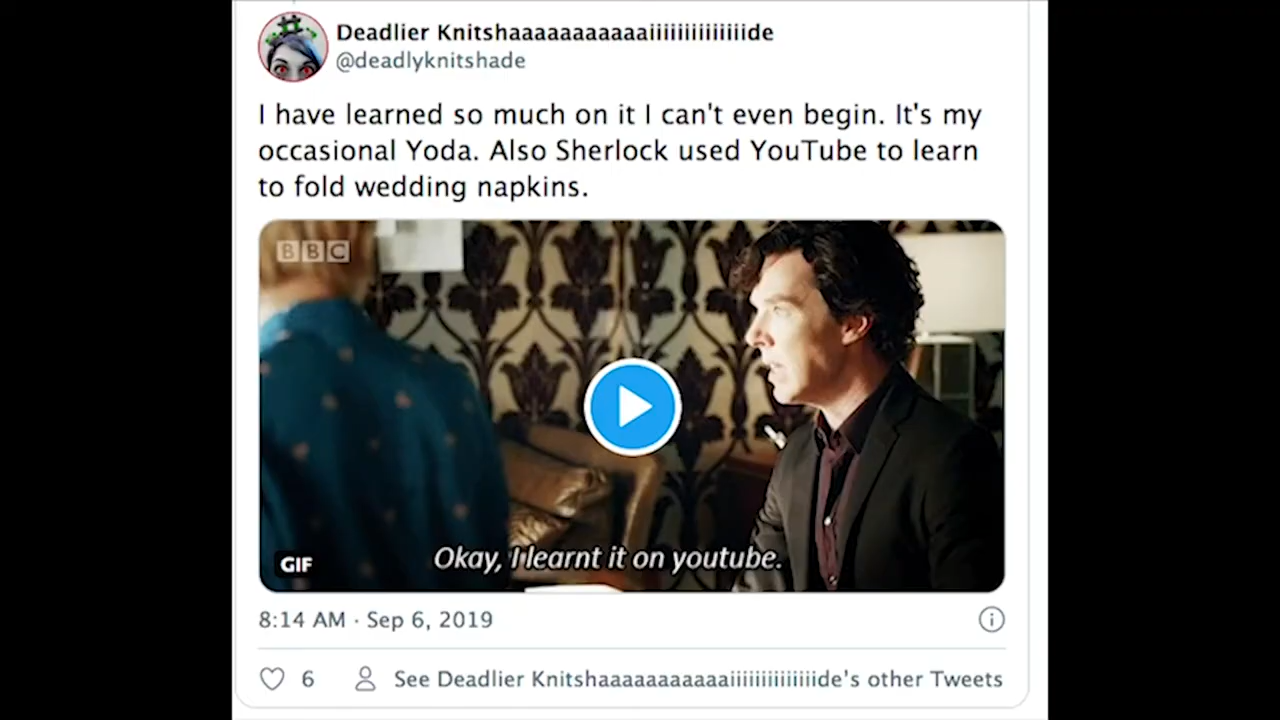 Deadlier Knitshaaaaaaaaaaaiiiiiiiiiiiiiiide
@deadlyknitshade
I have learned so much on it I can't even begin. It's my
occasional Yoda. Also Sherlock used YouTube to learn
to fold wedding napkins.
BBC
Okay, I learnt it on youtube.
GIF
8:14 AM · Sep 6, 2019
6
See Deadlier Knitshaaaaaaaaaaaiiiiiiiiiiiiiiide's other Tweets